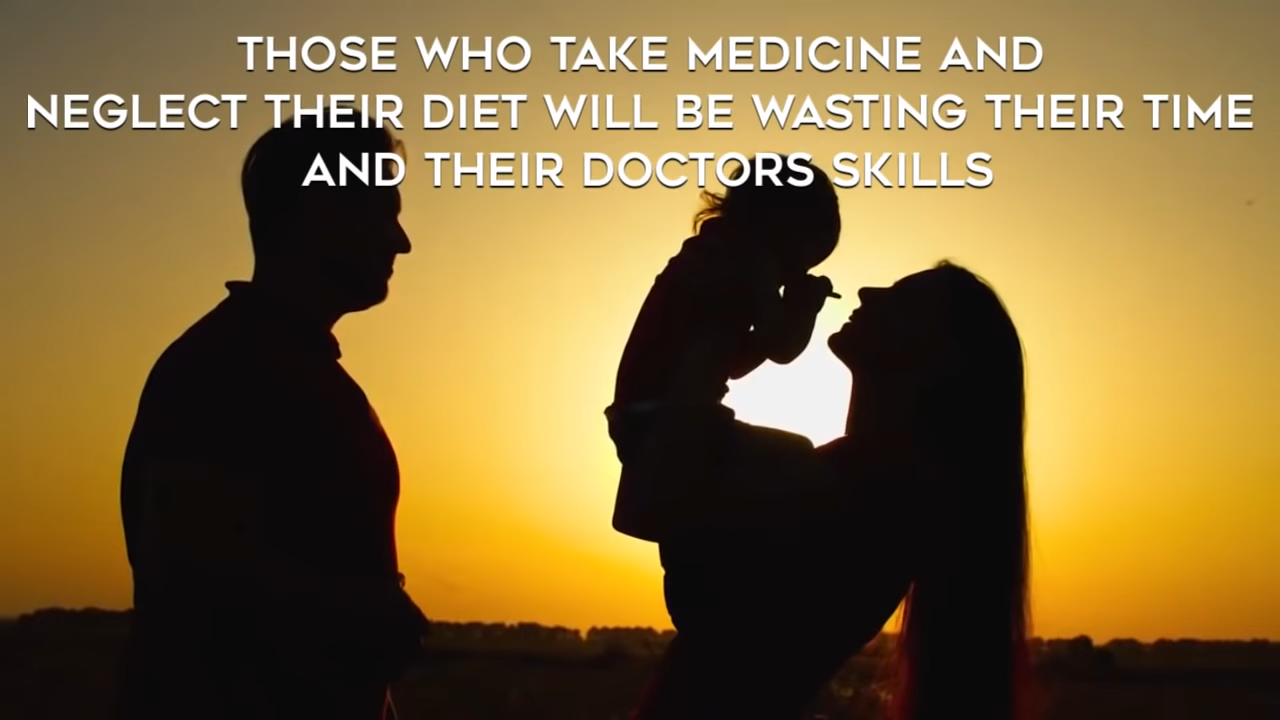 THOSE WHO TAKE MEDICINE AND
NEGLECT THEIR DIET WILL BE WASTING THEIR TIME
AND THEIR DOCTORS SKILLS